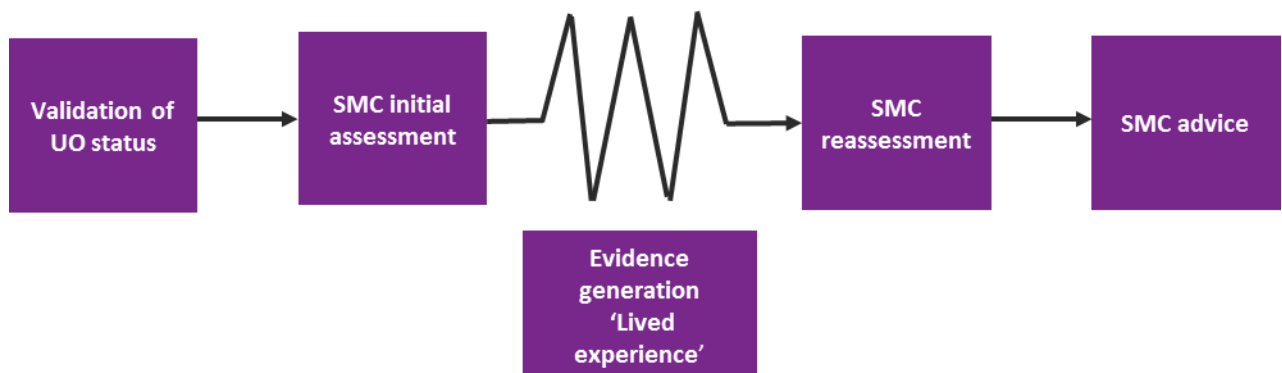 Validation of
UO status
SMC initial
assessment
Evidence
generation
‘Lived
experience’
SMC
reassessment
SMC advice